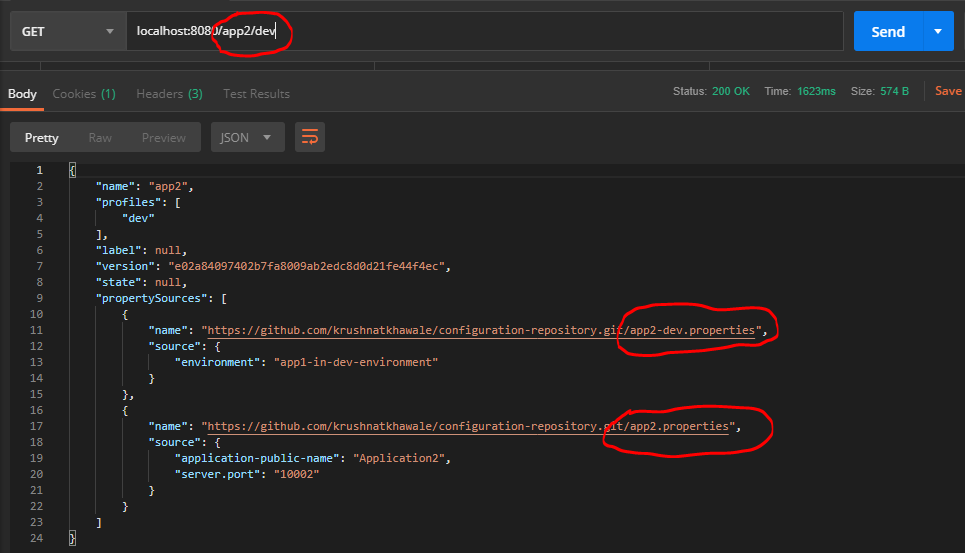 GET localhost:8080/app2/dev Send
Body Cookies (1) Headers (3) Test Results Status: 200 OK Time: 1623ms Size: 574 B Save
Pretty Raw Preview JSON
1 {
2 "name": "app2",
3 "profiles": [
4 "dev"
5 ],
6 "label": null,
7 "version": "e02a84097402b7fa8009ab2edc8d0d21fe44f4ec",
8 "state": null,
9 "propertySources": [
10 {
11 "name": "https://github.com/krushnatkhawale/configuration-repository.git/app2-dev.properties",
12 "source": {
13 "environment": "app1-in-dev-environment"
14 }
15 },
16 {
17 "name": "https://github.com/krushnatkhawale/configuration-repository.git/app2.properties",
18 "source": {
19 "application-public-name": "Application2",
20 "server.port": "10002"
21 }
22 }
23 ]
24 }